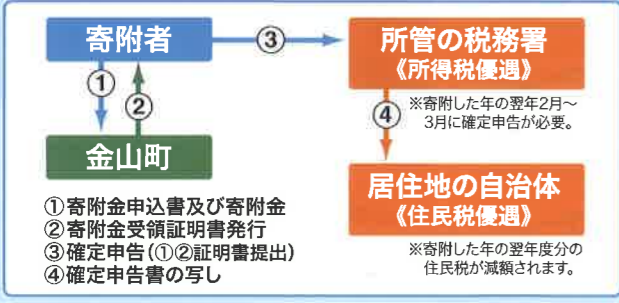 寄附者
③
所管の税務署
《所得税優遇》
①
②
※寄附した年の翌年2月～
3月に確定申告が必要。
④
金山町
居住地の自治体
《住民税優遇》
①寄附金申込書及び寄附金
②寄附金受領証明書発行
③確定申告(①②証明書提出)
④確定申告書の写し
※寄附した年の翌年度分の
住民税が減額されます。